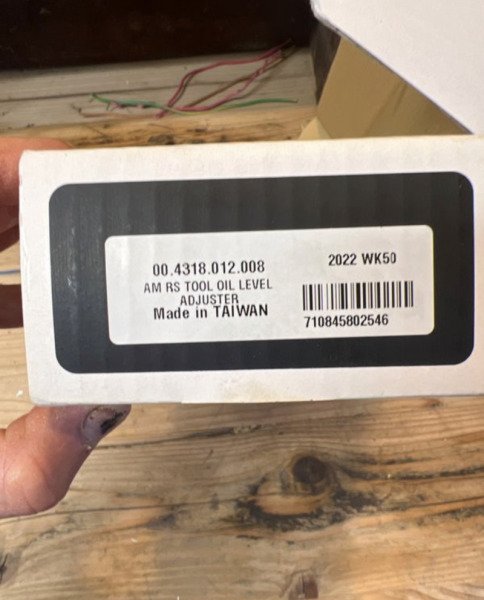 00.4318.012.008
AM RS TOOL OIL LEVEL
ADJUSTER
Made in TAIWAN
2022 WK50
710845802546